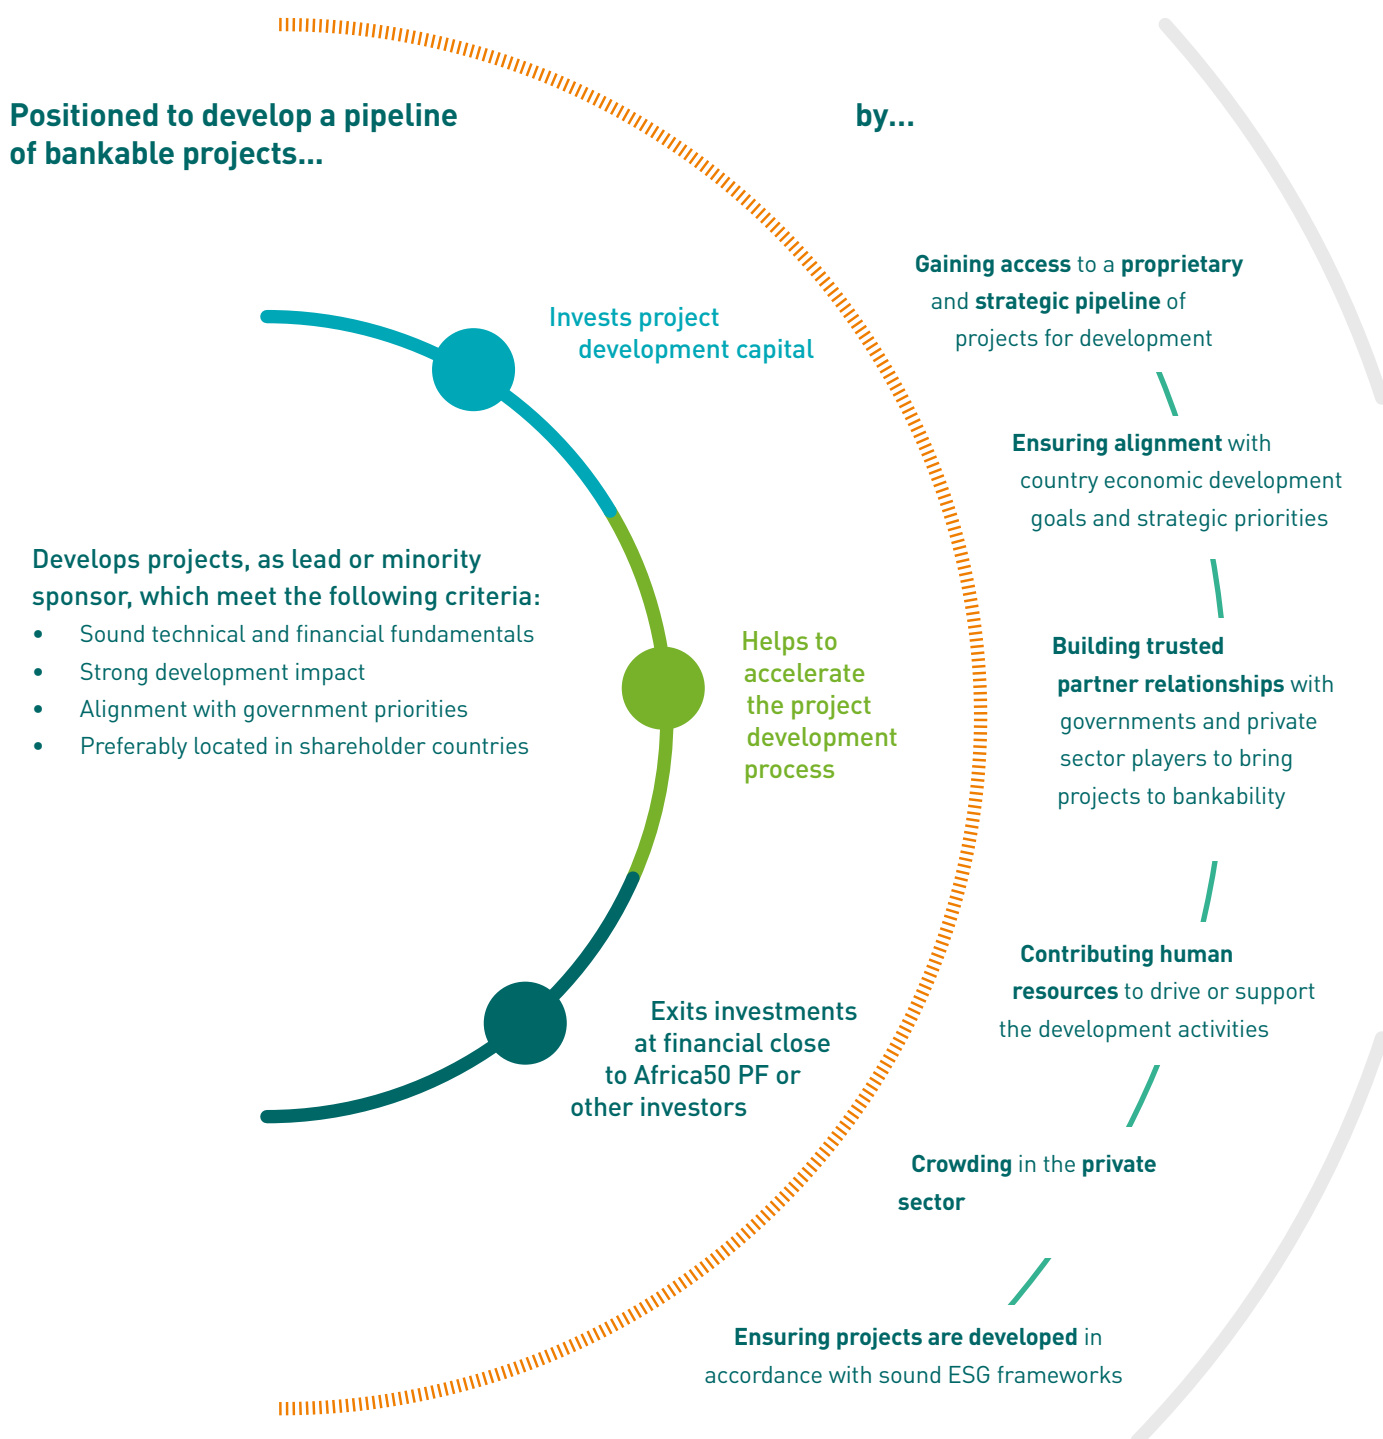 Positioned to develop a pipeline
of bankable projects...
Develops projects, as lead or minority
sponsor, which meet the following criteria:
• Sound technical and financial fundamentals
• Strong development impact
• Alignment with government priorities
• Preferably located in shareholder countries
Invests project
development capital
Helps to
accelerate
the project
development
process
Exits investments
at financial close
to Africa50 PF or
other investors
by...
Gaining access to a proprietary
and strategic pipeline of
projects for development
Ensuring alignment with
country economic development
goals and strategic priorities
Building trusted
partner relationships with
governments and private
sector players to bring
projects to bankability
Contributing human
resources to drive or support
the development activities
Crowding in the private
sector
Ensuring projects are developed in
accordance with sound ESG frameworks